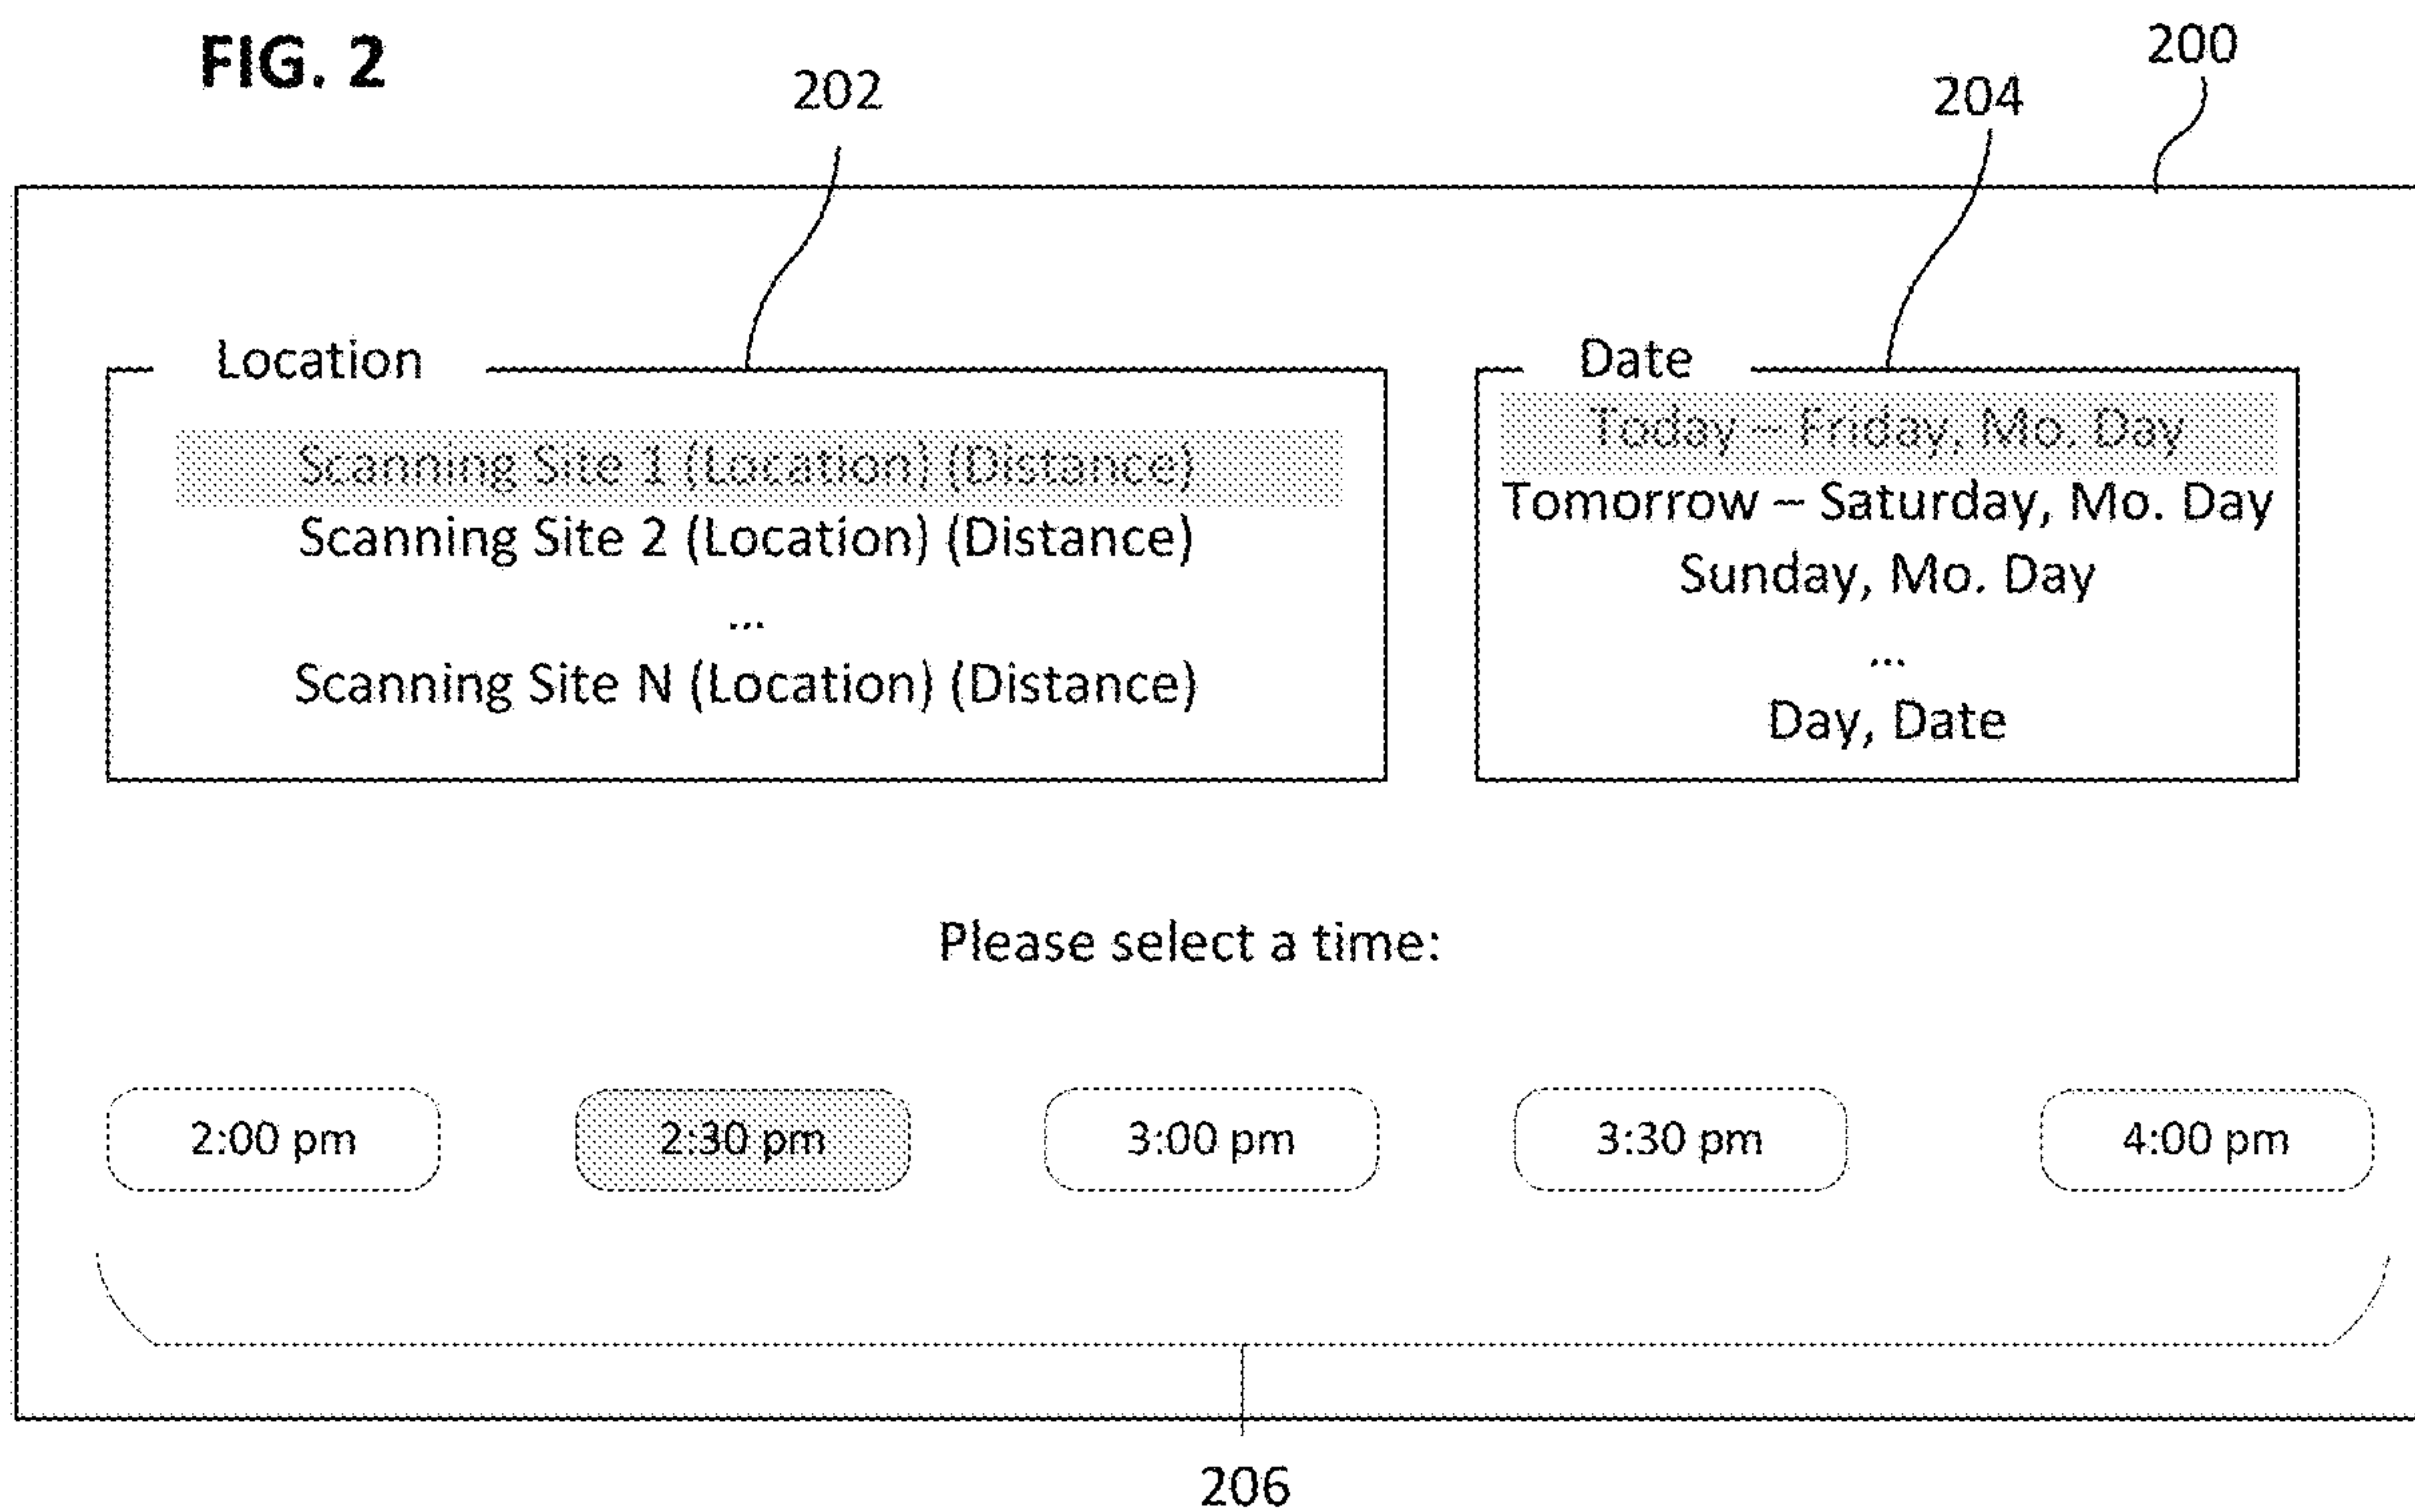 FIG. 2
202
204
200
Location
Scanning Site 1 (Location) (Distance)
Scanning Site 2 (Location) (Distance)
...
Scanning Site N (Location) (Distance)
Date
Today – Friday, Mo. Day
Tomorrow – Saturday, Mo. Day
Sunday, Mo. Day
...
Day, Date
Please select a time:
2:00 pm
2:30 pm
3:00 pm
3:30 pm
4:00 pm
206